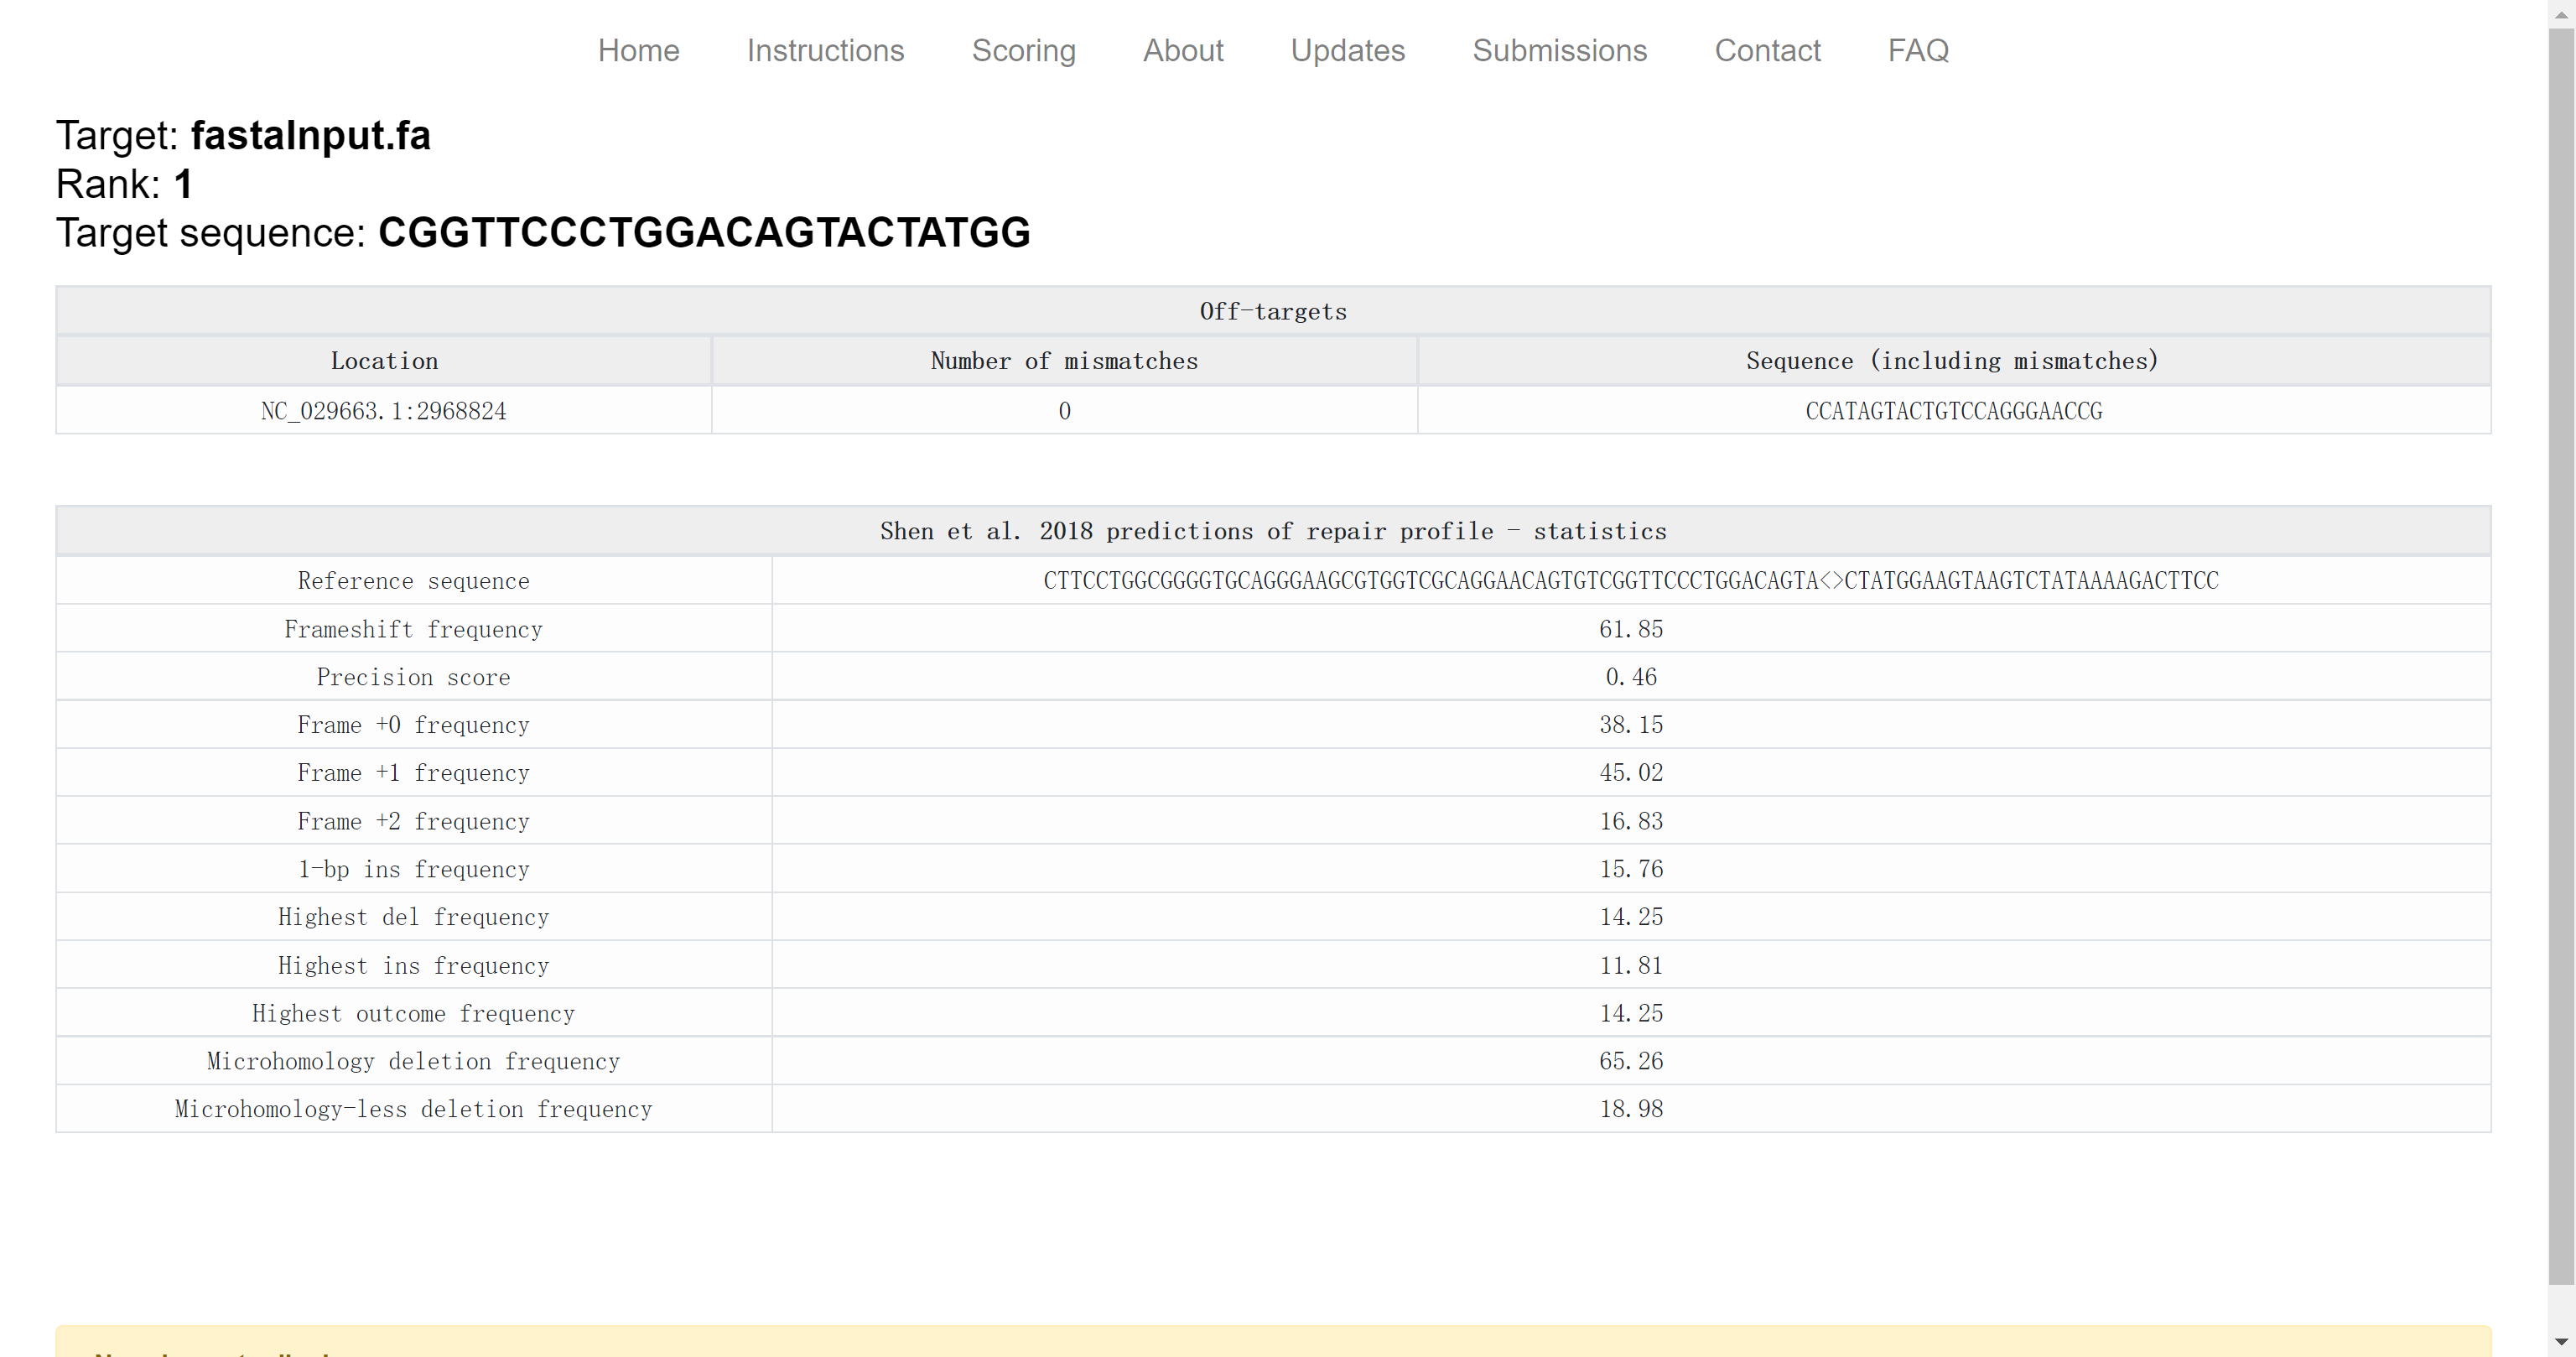 Home Instructions Scoring About Updates Submissions Contact FAQ
Target: fastaInput.fa
Rank: 1
Target sequence: CGGTTCCCTGGACAGTACTATGG
Off-targets
Location Number of mismatches Sequence (including mismatches)
NC_029663.1:2968824 0 CCATAGTACTGTCCAGGGAACCG
Shen et al. 2018 predictions of repair profile - statistics
Reference sequence CTTCCTGGCGGGGTGCAGGGAAGCGTGGTCGCAGGAACAGTGTCGGTTCCCTGGACAGTA<>CTATGGAAGTAAGTCTATAAAAGACTTCC
Frameshift frequency 61.85
Precision score 0.46
Frame +0 frequency 38.15
Frame +1 frequency 45.02
Frame +2 frequency 16.83
1-bp ins frequency 15.76
Highest del frequency 14.25
Highest ins frequency 11.81
Highest outcome frequency 14.25
Microhomology deletion frequency 65.26
Microhomology-less deletion frequency 18.98